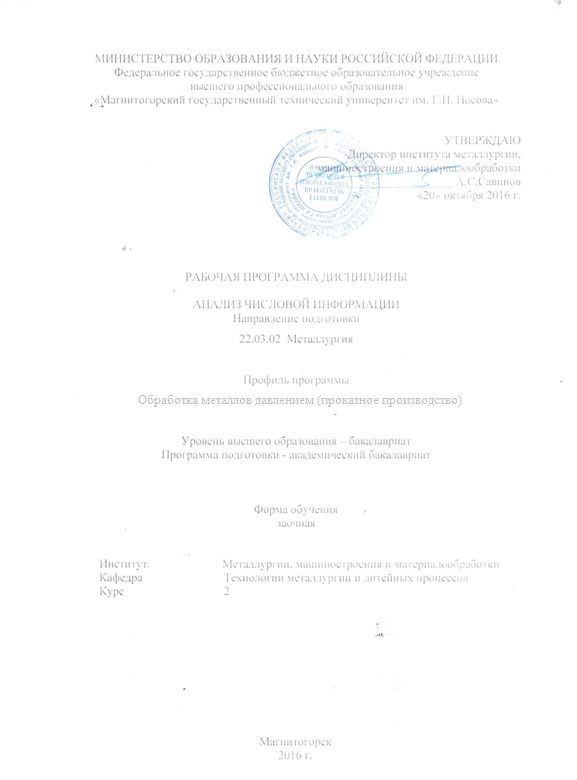 МИНИСТЕРСТВО ОБРАЗОВАНИЯ И НАУКИ РОССИЙСКОЙ ФЕДЕРАЦИИ
Федеральное государственное бюджетное образовательное учреждение
высшего профессионального образования
«Магнитогорский государственный технический университет им. Г.И. Носова»
УТВЕРЖДАЮ
Директор института металлургии,
машиностроения и материалообработки
А.С.Савинов
«20» октября 2016 г.
РАБОЧАЯ ПРОГРАММА ДИСЦИПЛИНЫ
АНАЛИЗ ЧИСЛОВОЙ ИНФОРМАЦИИ
Направление подготовки
22.03.02 Металлургия
Профиль программы
Обработка металлов давлением (прокатное производство)
Уровень высшего образования – бакалавриат
Программа подготовки - академический бакалавриат
Форма обучения
заочная
Институт Металлургии, машиностроения и материалообработки
Кафедра Технологии металлургии и литейных процессов
Курс 2
Магнитогорск
2016 г.